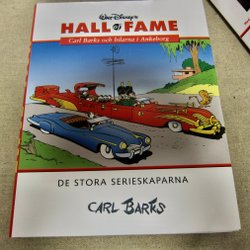 WALT DISNEY'S
HALL OF FAME
Carl Barks och bilarna i Ankeborg
DE STORA SERIESKAPARNA
CARL BARKS